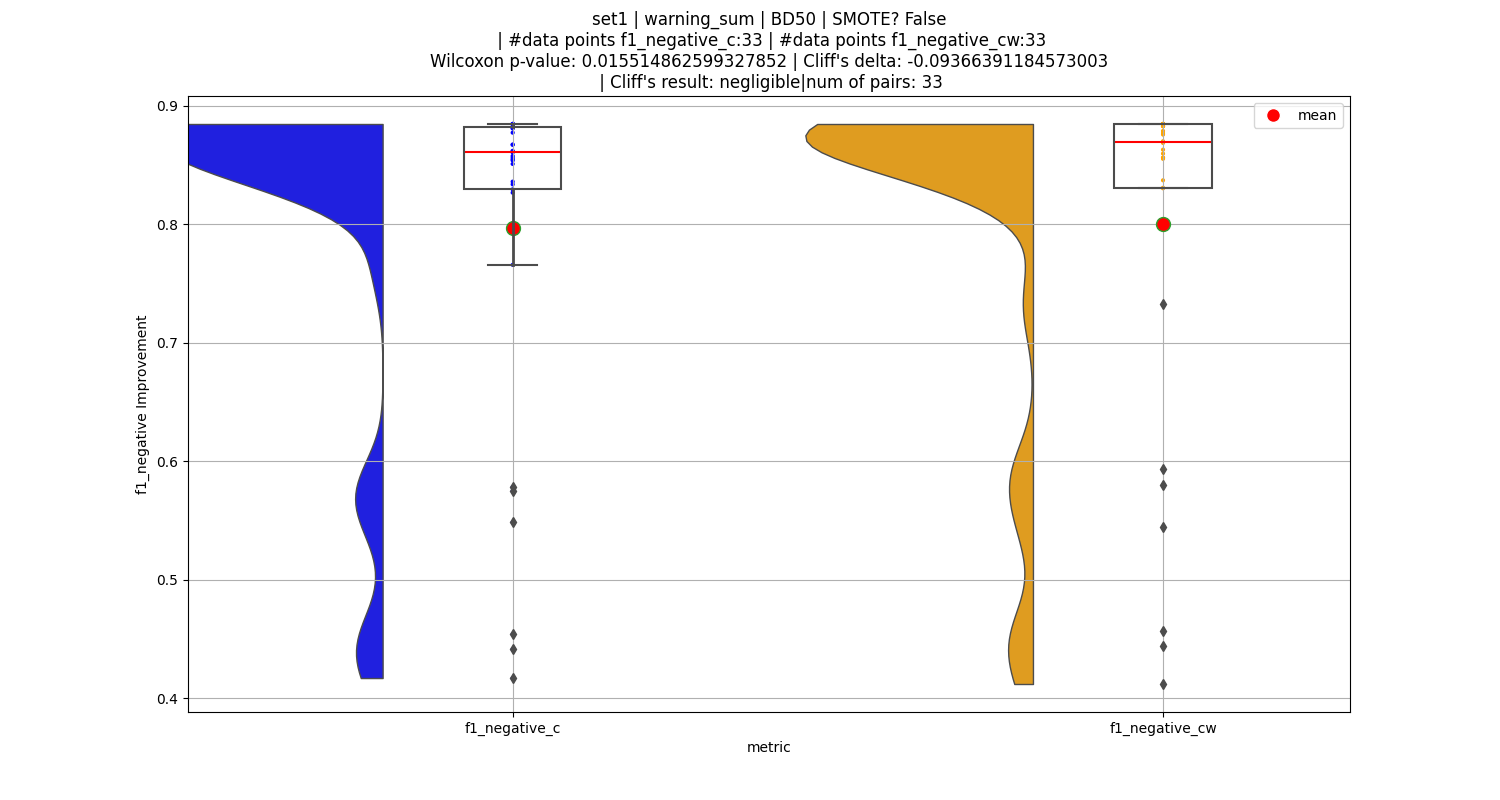 set1 | warning_sum | BD50 | SMOTE? False
| #data points f1_negative_c:33 | #data points f1_negative_cw:33
Wilcoxon p-value: 0.015514862599327852 | Cliff's delta: -0.09366391184573003
| Cliff's result: negligible|num of pairs: 33
mean
0.9
0.8
0.7
0.6
0.5
0.4
f1_negative Improvement
f1_negative_c
f1_negative_cw
metric